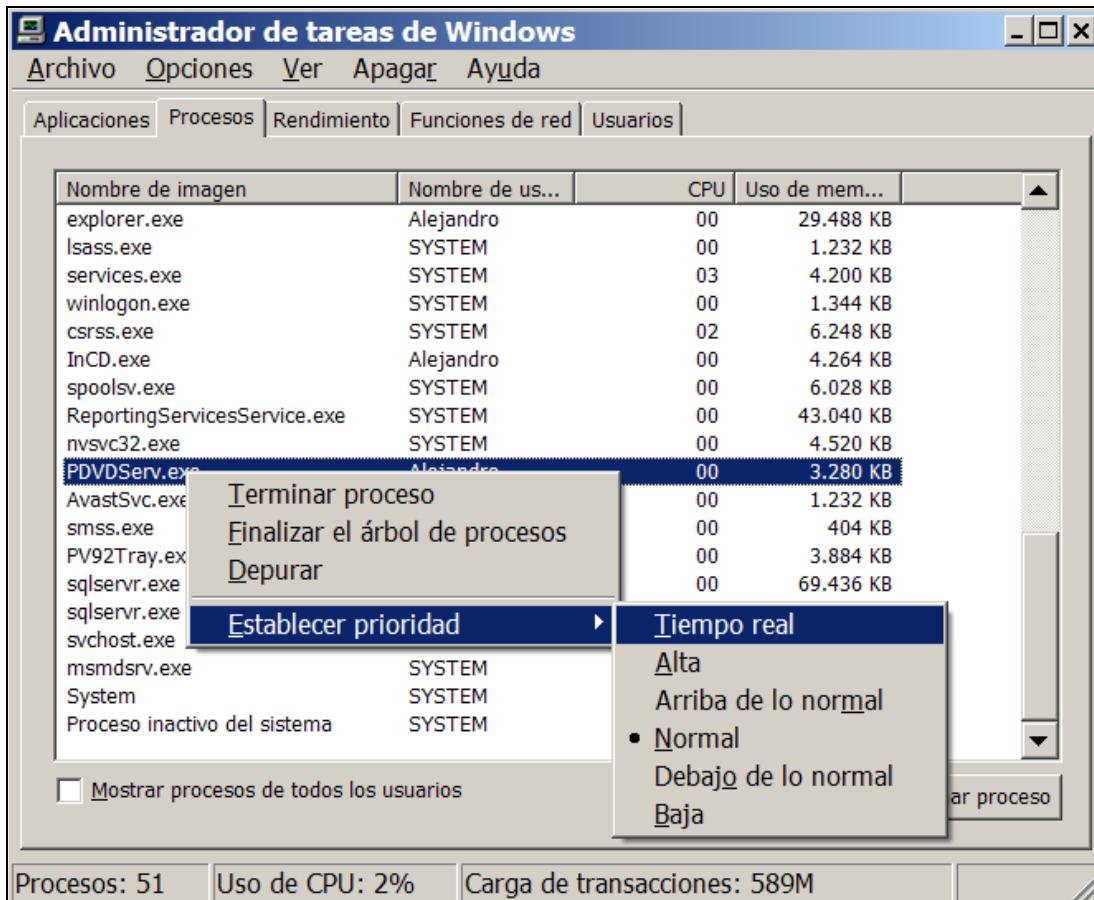 Administrador de tareas de Windows
Archivo Opciones Ver Apagar Ayuda
Aplicaciones Procesos Rendimiento Funciones de red Usuarios
Nombre de imagen Nombre de us... CPU Uso de mem...
explorer.exe Alejandro 00 29.488 KB
lsass.exe SYSTEM 00 1.232 KB
services.exe SYSTEM 03 4.200 KB
winlogon.exe SYSTEM 00 1.344 KB
csrss.exe SYSTEM 02 6.248 KB
InCD.exe Alejandro 00 4.264 KB
spoolsv.exe SYSTEM 00 6.028 KB
ReportingServicesService.exe SYSTEM 00 43.040 KB
nvsvc32.exe SYSTEM 00 4.520 KB
PDVDServ.exe Alejandro 00 3.280 KB
AvastSvc.exe 00 1.232 KB
smss.exe 00 404 KB
PV92Tray.ex 00 3.884 KB
sqlservr.exe 00 69.436 KB
sqlservr.exe
svchost.exe
msmdsrv.exe SYSTEM
System SYSTEM
Proceso inactivo del sistema SYSTEM
Terminar proceso
Finalizar el árbol de procesos
Depurar
Establecer prioridad
Tiempo real
Alta
Arriba de lo normal
Normal
Debajo de lo normal
Baja
Mostrar procesos de todos los usuarios
ar proceso
Procesos: 51 Uso de CPU: 2% Carga de transacciones: 589M